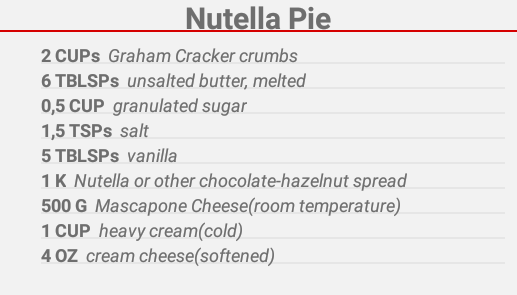 Nutella Pie
2 CUPs Graham Cracker crumbs
6 TBLSPs unsalted butter, melted
0,5 CUP granulated sugar
1,5 TSPs salt
5 TBLSPs vanilla
1 K Nutella or other chocolate-hazelnut spread
500 G Mascapone Cheese(room temperature)
1 CUP heavy cream(cold)
4 OZ cream cheese(softened)